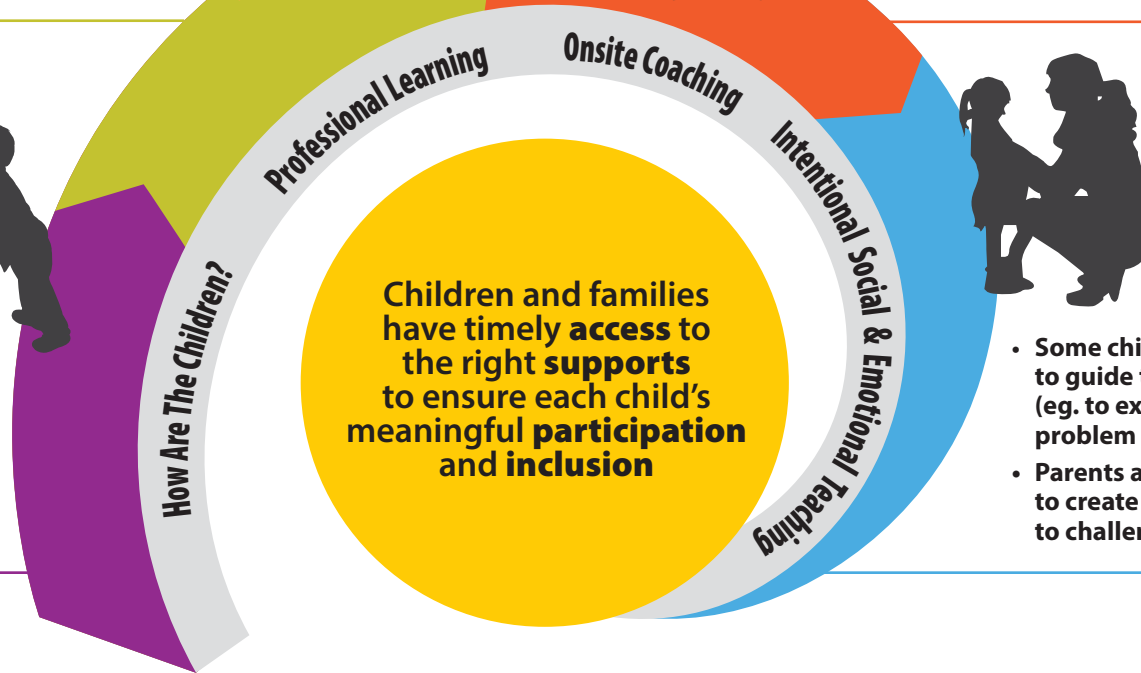 How Are The Children?
Professional Learning
Onsite Coaching
Intentional Social & Emotional Teaching
Children and families
have timely access to
the right supports
to ensure each child's
meaningful participation
and inclusion
• Some chi
to guide
(eg. to ex
problem
• Parents a
to create
to challen